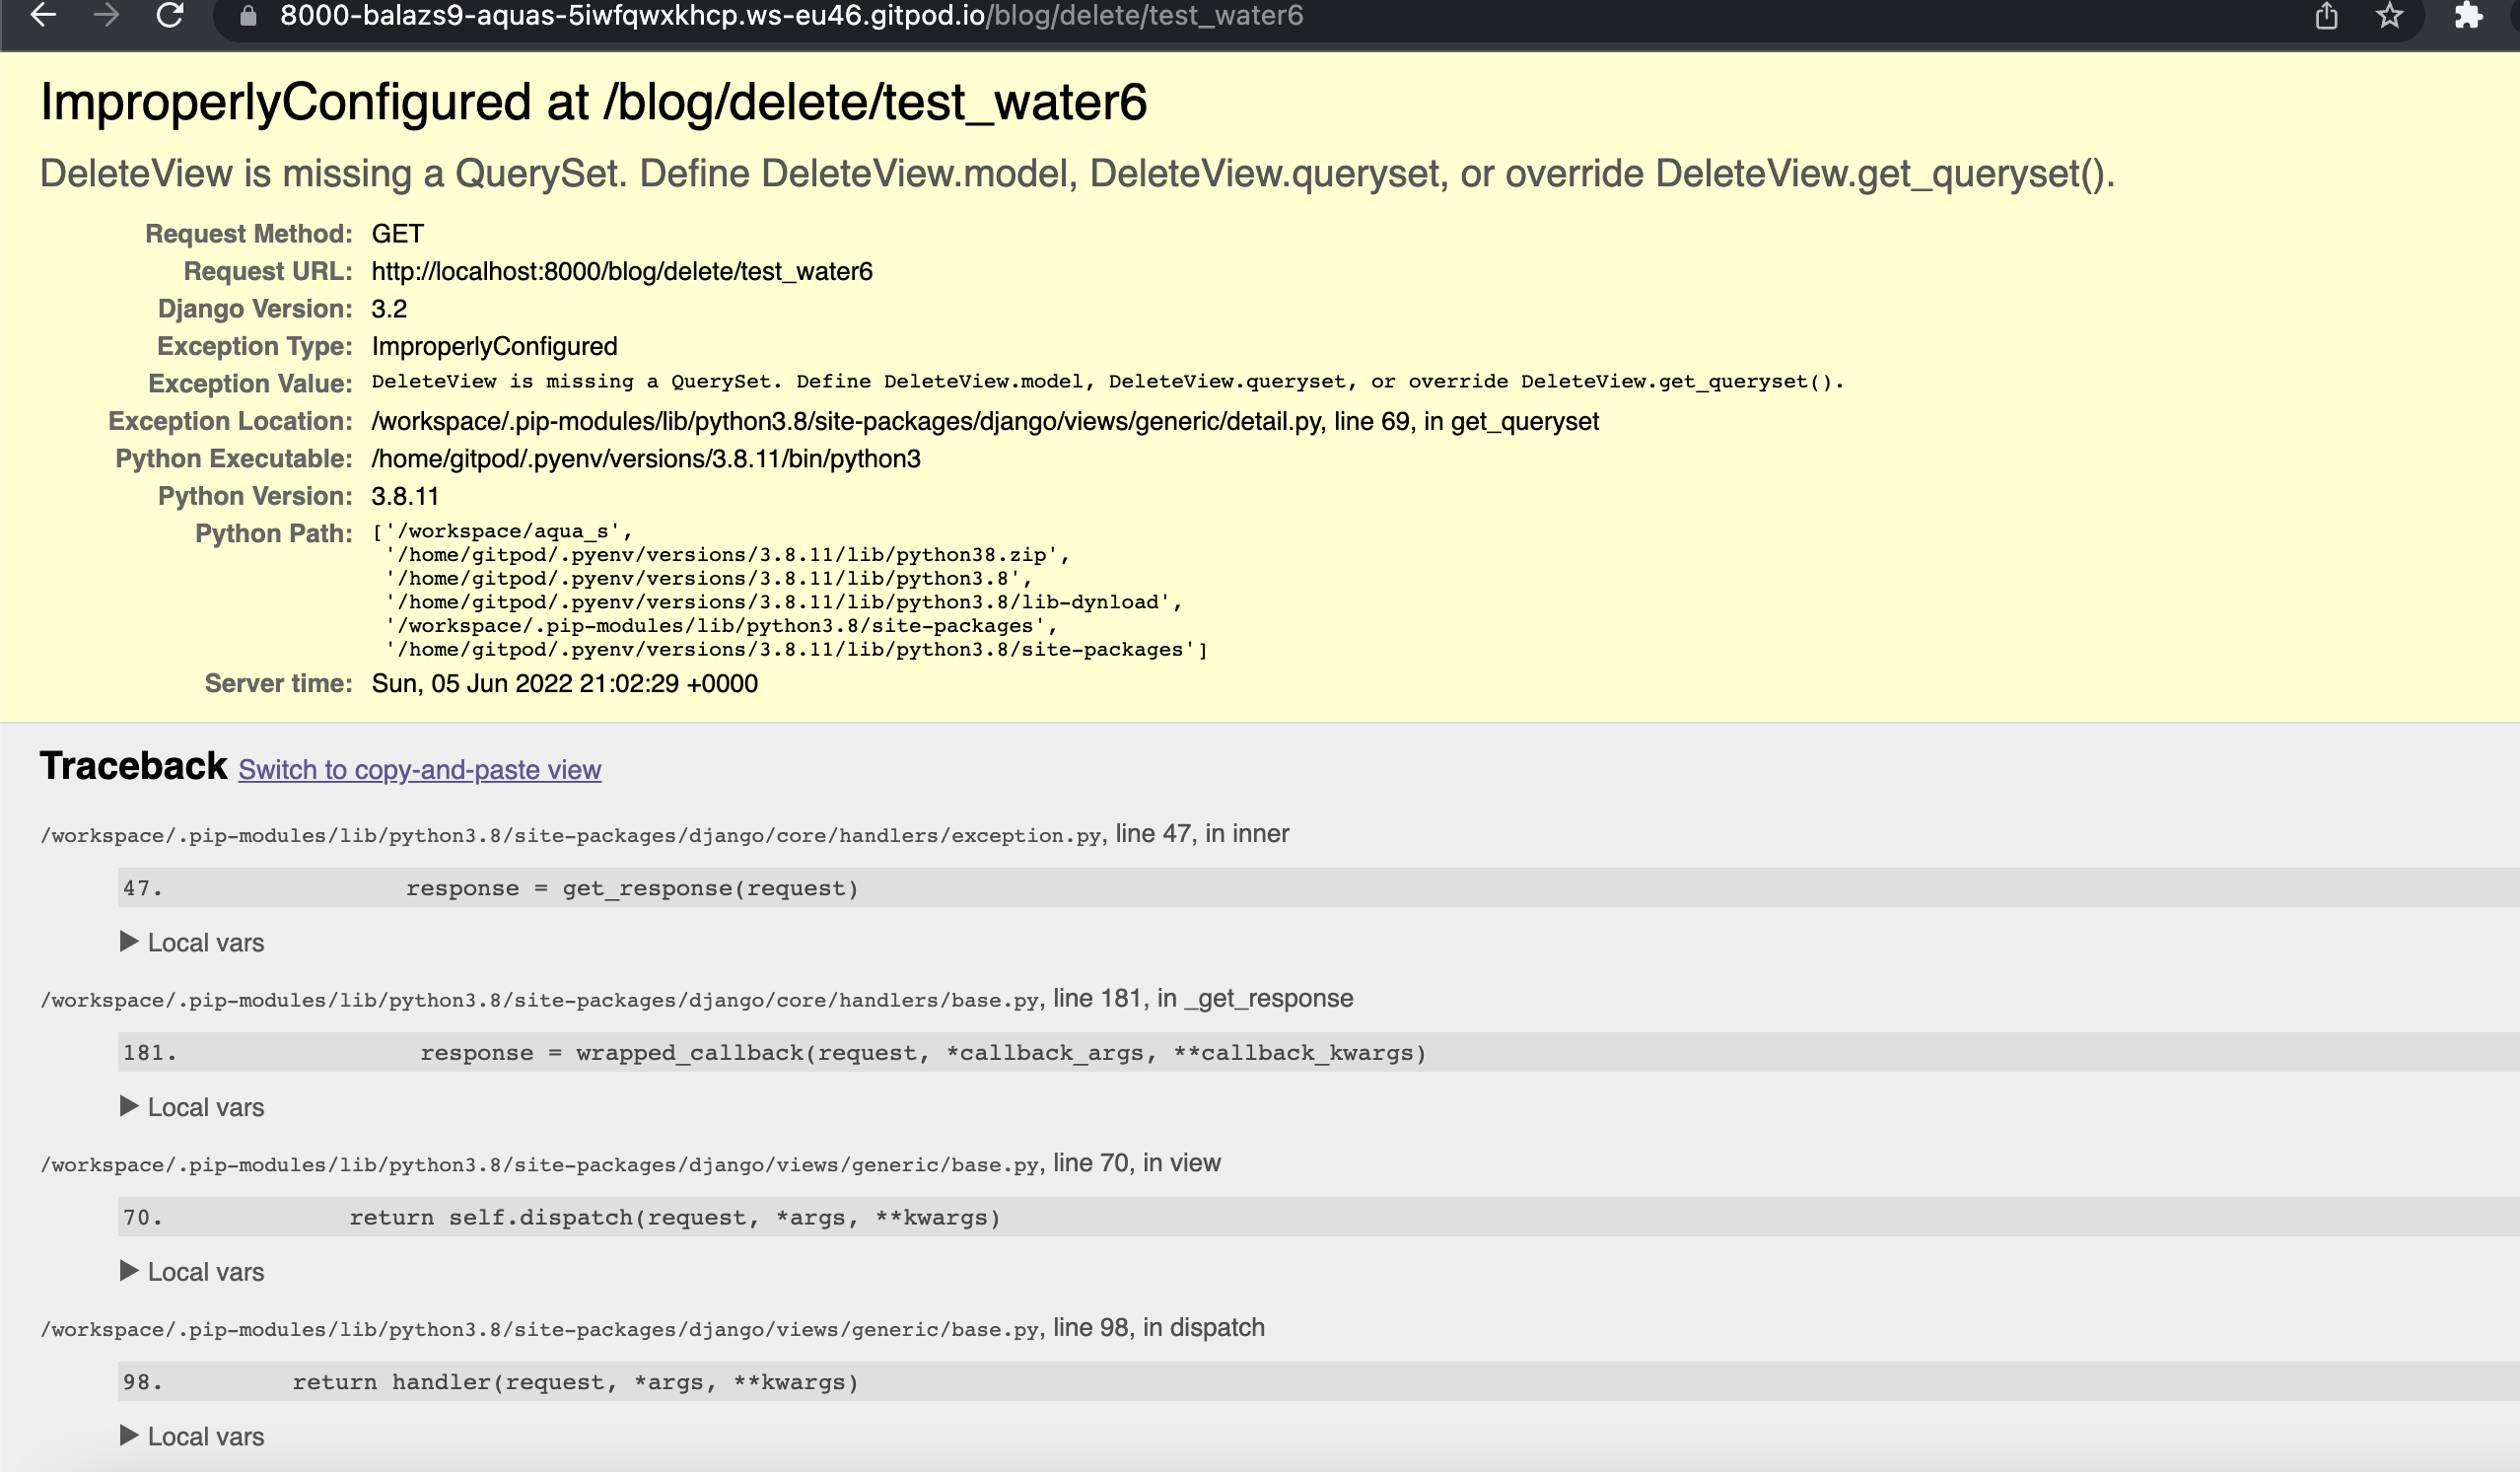 8000-balazs9-aquas-5iwfqwxkhcp.ws-eu46.gitpod.io/blog/delete/test_water6
ImproperlyConfigured at /blog/delete/test_water6
DeleteView is missing a QuerySet. Define DeleteView.model, DeleteView.queryset, or override DeleteView.get_queryset().
Request Method: GET
Request URL: http://localhost:8000/blog/delete/test_water6
Django Version: 3.2
Exception Type: ImproperlyConfigured
Exception Value: DeleteView is missing a QuerySet. Define DeleteView.model, DeleteView.queryset, or override DeleteView.get_queryset().
Exception Location: /workspace/.pip-modules/lib/python3.8/site-packages/django/views/generic/detail.py, line 69, in get_queryset
Python Executable: /home/gitpod/.pyenv/versions/3.8.11/bin/python3
Python Version: 3.8.11
Python Path: ['/workspace/aqua_s',
'/home/gitpod/.pyenv/versions/3.8.11/lib/python38.zip',
'/home/gitpod/.pyenv/versions/3.8.11/lib/python3.8',
'/home/gitpod/.pyenv/versions/3.8.11/lib/python3.8/lib-dynload',
'/workspace/.pip-modules/lib/python3.8/site-packages',
'/home/gitpod/.pyenv/versions/3.8.11/lib/python3.8/site-packages']
Server time: Sun, 05 Jun 2022 21:02:29 +0000
Traceback Switch to copy-and-paste view
/workspace/.pip-modules/lib/python3.8/site-packages/django/core/handlers/exception.py, line 47, in inner
47. response = get_response(request)
▶ Local vars
/workspace/.pip-modules/lib/python3.8/site-packages/django/core/handlers/base.py, line 181, in _get_response
181. response = wrapped_callback(request, *callback_args, **callback_kwargs)
▶ Local vars
/workspace/.pip-modules/lib/python3.8/site-packages/django/views/generic/base.py, line 70, in view
70. return self.dispatch(request, *args, **kwargs)
▶ Local vars
/workspace/.pip-modules/lib/python3.8/site-packages/django/views/generic/base.py, line 98, in dispatch
98. return handler(request, *args, **kwargs)
▶ Local vars